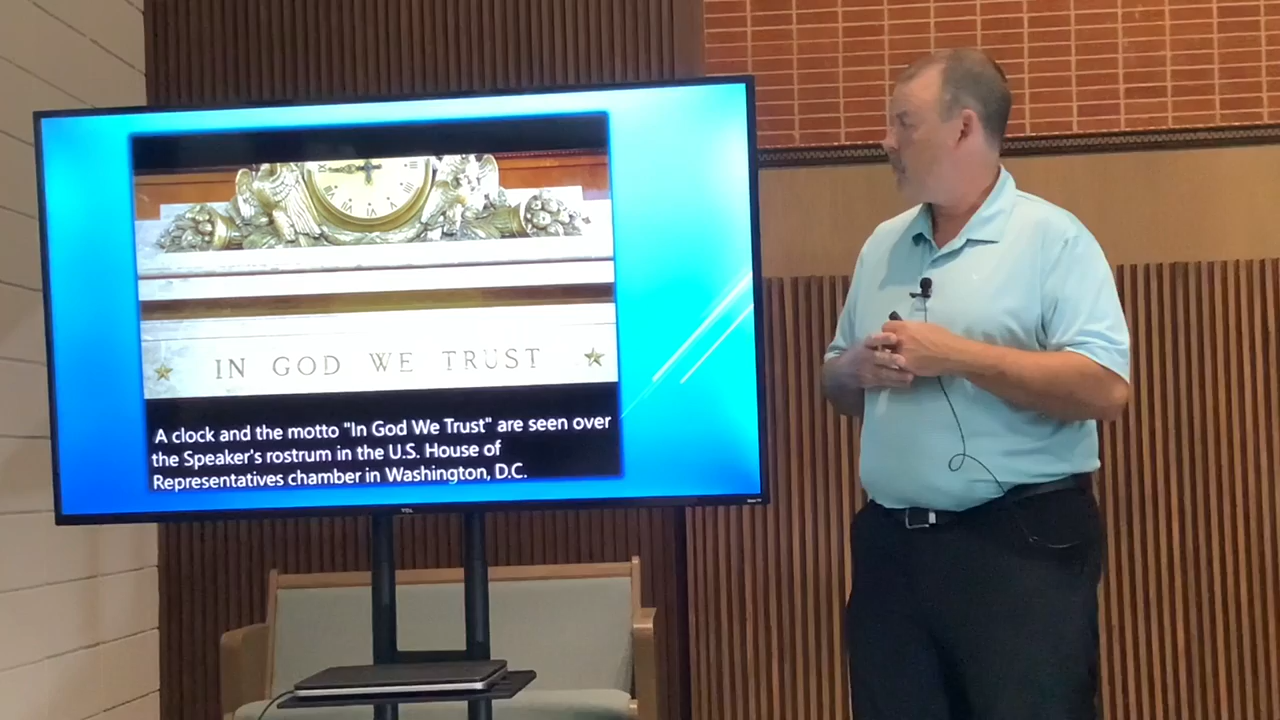 IN GOD WE TRUST
A clock and the motto "In God We Trust" are seen over
the Speaker's rostrum in the U.S. House of
Representatives chamber in Washington, D.C.
TCL